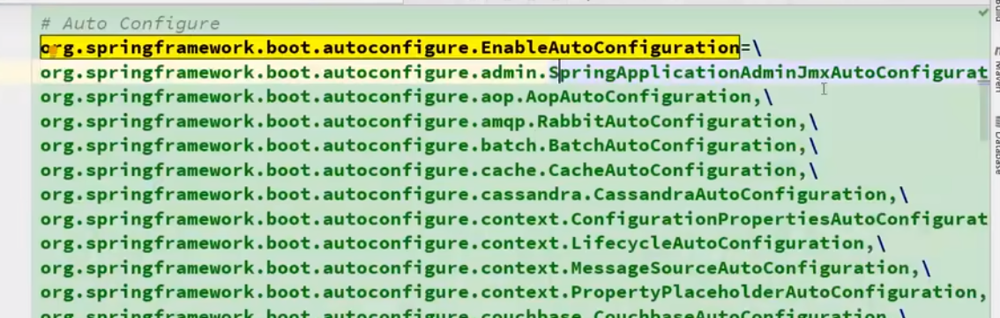 # Auto Configure
org.springframework.boot.autoconfigure.EnableAutoConfiguration=\
org.springframework.boot.autoconfigure.admin.SpringApplicationAdminJmxAutoConfigurat
org.springframework.boot.autoconfigure.aop.AopAutoConfiguration,\
org.springframework.boot.autoconfigure.amqp.RabbitAutoConfiguration,\
org.springframework.boot.autoconfigure.batch.BatchAutoConfiguration,\
org.springframework.boot.autoconfigure.cache.CacheAutoConfiguration,\
org.springframework.boot.autoconfigure.cassandra.CassandraAutoConfiguration,\
org.springframework.boot.autoconfigure.context.ConfigurationPropertiesAutoConfigurat
org.springframework.boot.autoconfigure.context.LifecycleAutoConfiguration,\
org.springframework.boot.autoconfigure.context.MessageSourceAutoConfiguration,\
org.springframework.boot.autoconfigure.context.PropertyPlaceholderAutoConfiguration,
org.springframework.boot.autoconfigure.couchbase.CouchbaseAutoConfiguration,\
Maven
Database